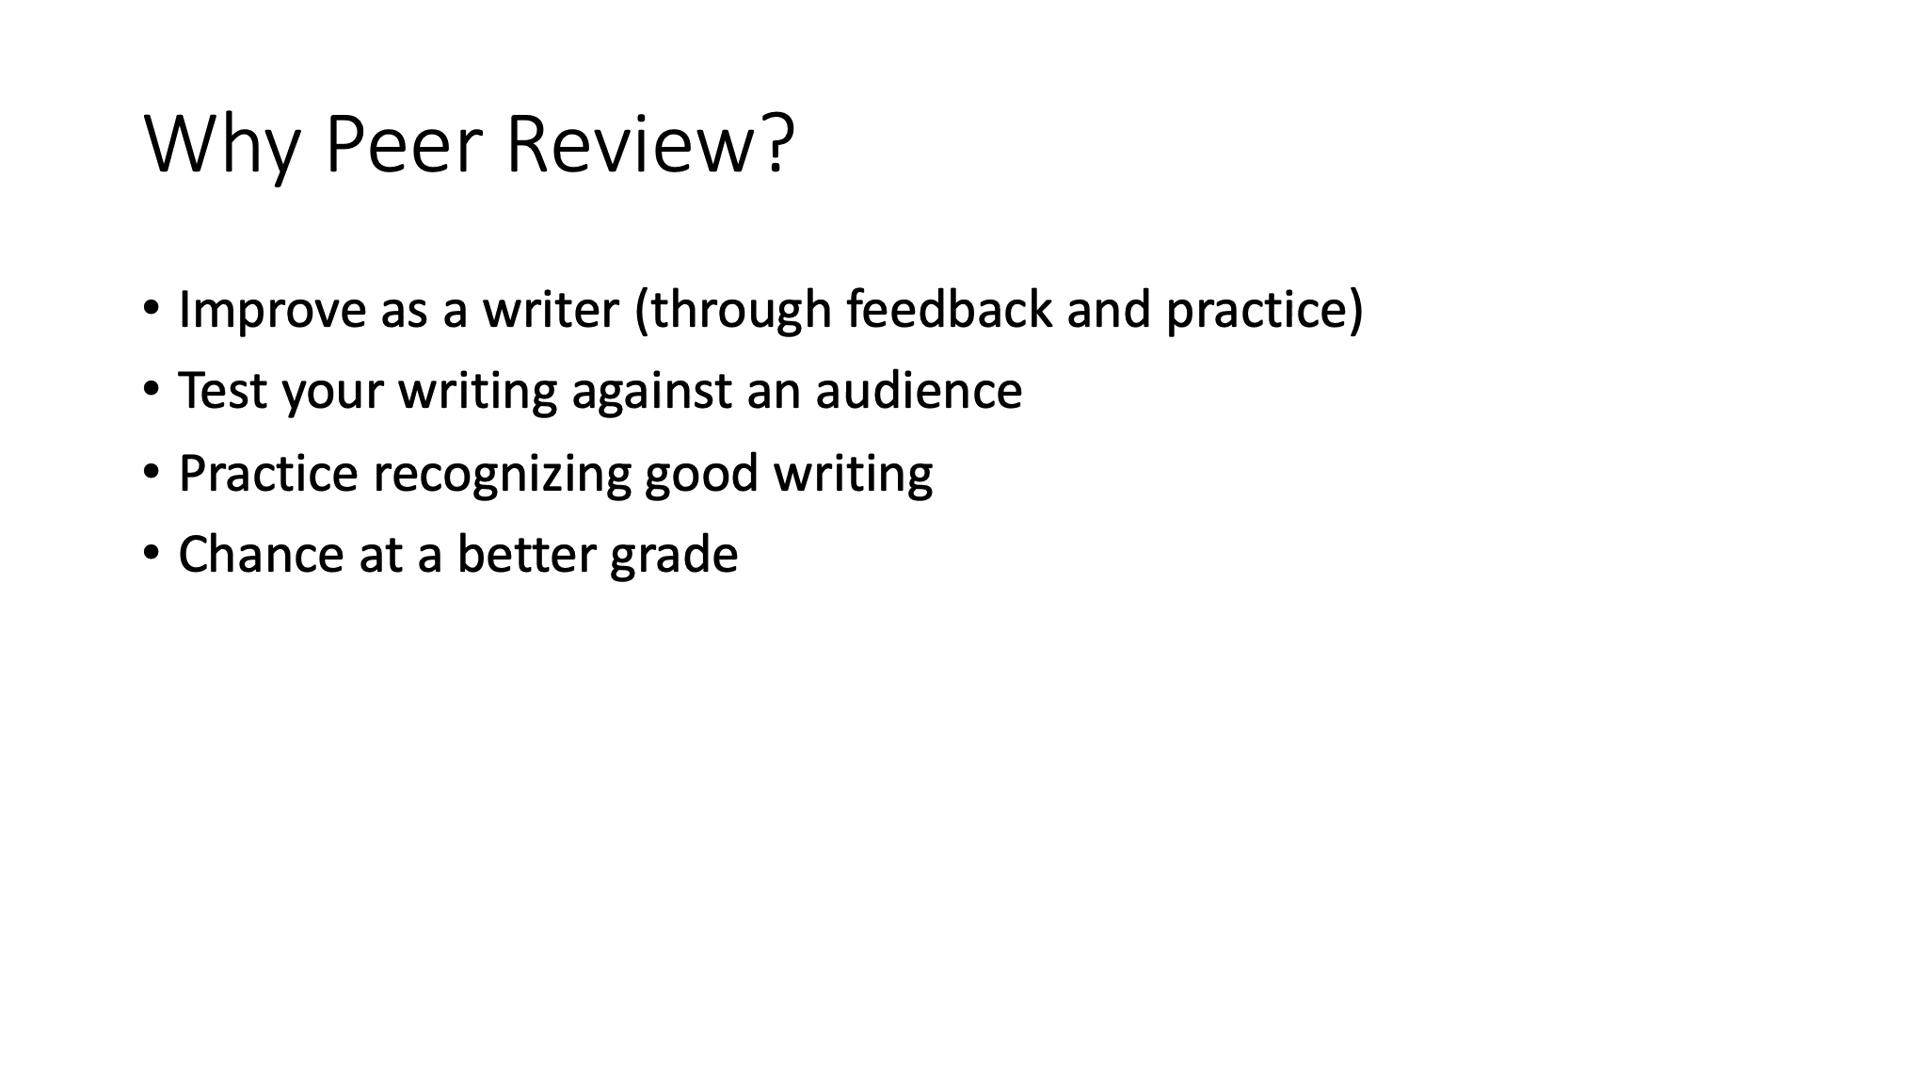 Why Peer Review?
• Improve as a writer (through feedback and practice)
• Test your writing against an audience
• Practice recognizing good writing
• Chance at a better grade